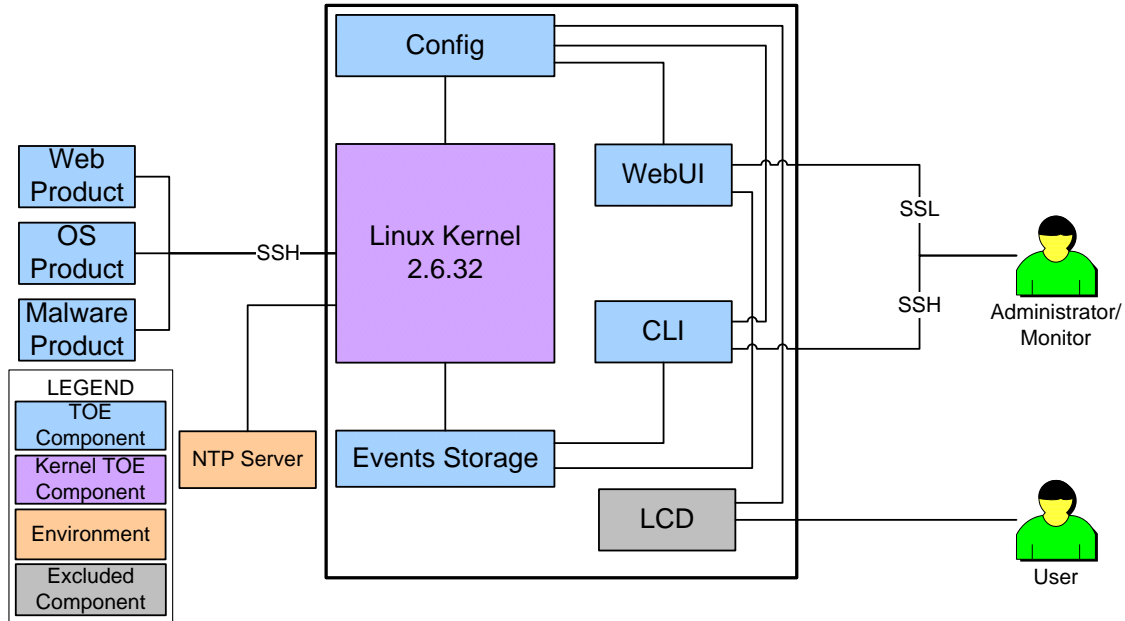 Config
Web
Product
OS
Product
Malware
Product
SSH
Linux Kernel
2.6.32
WebUI
CLI
SSL
SSH
Administrator/
Monitor
LEGEND
TOE
Component
Kernel TOE
Component
Environment
Excluded
Component
NTP Server
Events Storage
LCD
User